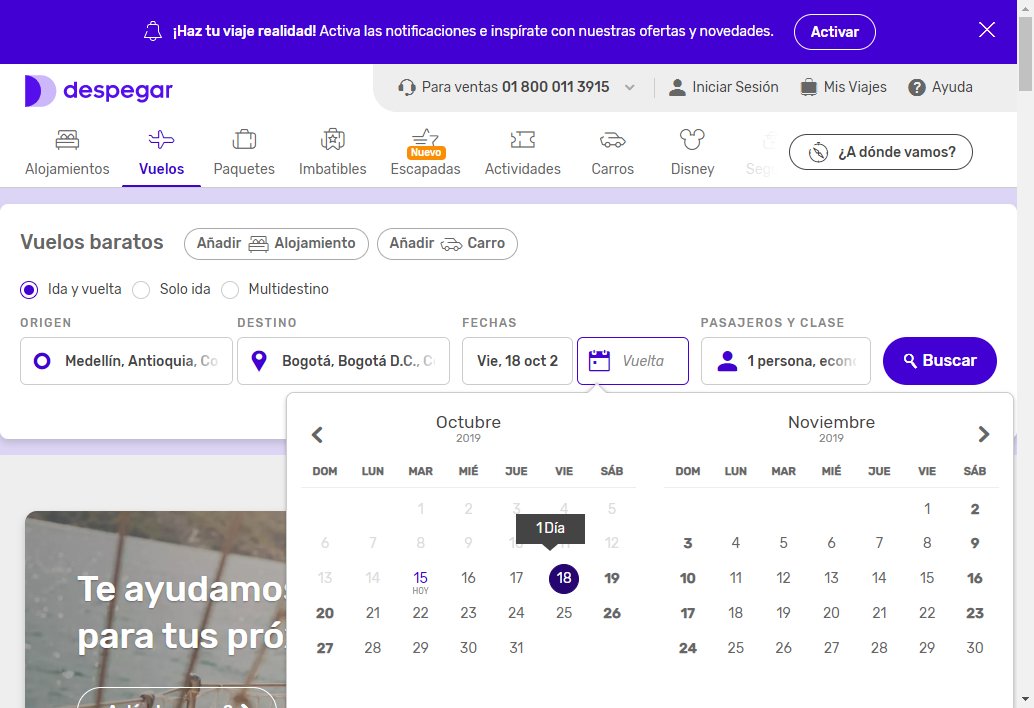 ¡Haz tu viaje realidad! Activa las notificaciones e inspírate con nuestras ofertas y novedades.
Activar
despegar
Para ventas 01 800 011 3915
Iniciar Sesión
Mis Viajes
Ayuda
Alojamientos
Vuelos
Paquetes
Imbatibles
Nuevo
Escapadas
Actividades
Carros
Disney
¿A dónde vamos?
Vuelos baratos
Añadir Alojamiento
Añadir Carro
Ida y vuelta
Solo ida
Multidestino
ORIGEN
DESTINO
FECHAS
PASAJEROS Y CLASE
Medellín, Antioquia, Co
Bogotá, Bogotá D.C., C
Vie, 18 oct 2
Vuelta
1 persona, econ
Buscar
Octubre
2019
DOM LUN MAR MIÉ JUE VIE SÁB
1 2 3 4 5
1 Día
6 7 8 9 10 11 12
13 14 15 16 17 18 19
HOY
20 21 22 23 24 25 26
27 28 29 30 31
Noviembre
2019
DOM LUN MAR MIÉ JUE VIE SÁB
1 2
3 4 5 6 7 8 9
10 11 12 13 14 15 16
17 18 19 20 21 22 23
24 25 26 27 28 29 30
Te ayudamos
para tus pró